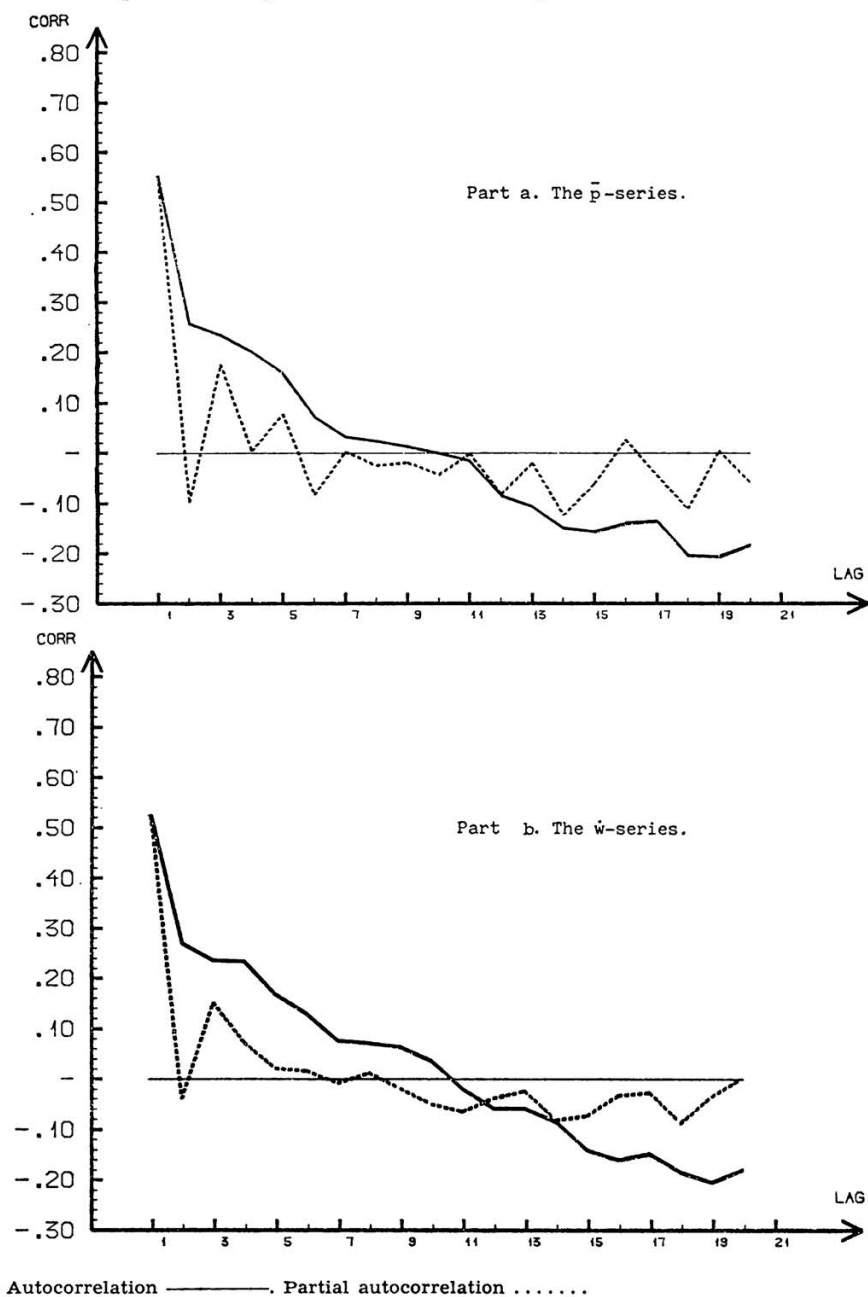 CORR
.80
.70
.60
.50
.40
.30
.20
.10
—
-.10
-.20
-.30
Part a. The p̄-series.
LAG
1 3 5 7 9 11 13 15 17 19 21
CORR
.80
.70
.60
.50
.40
.30
.20
.10
—
-.10
-.20
-.30
Part b. The ẇ-series.
LAG
1 3 5 7 9 11 13 15 17 19 21
Autocorrelation ———. Partial autocorrelation .......